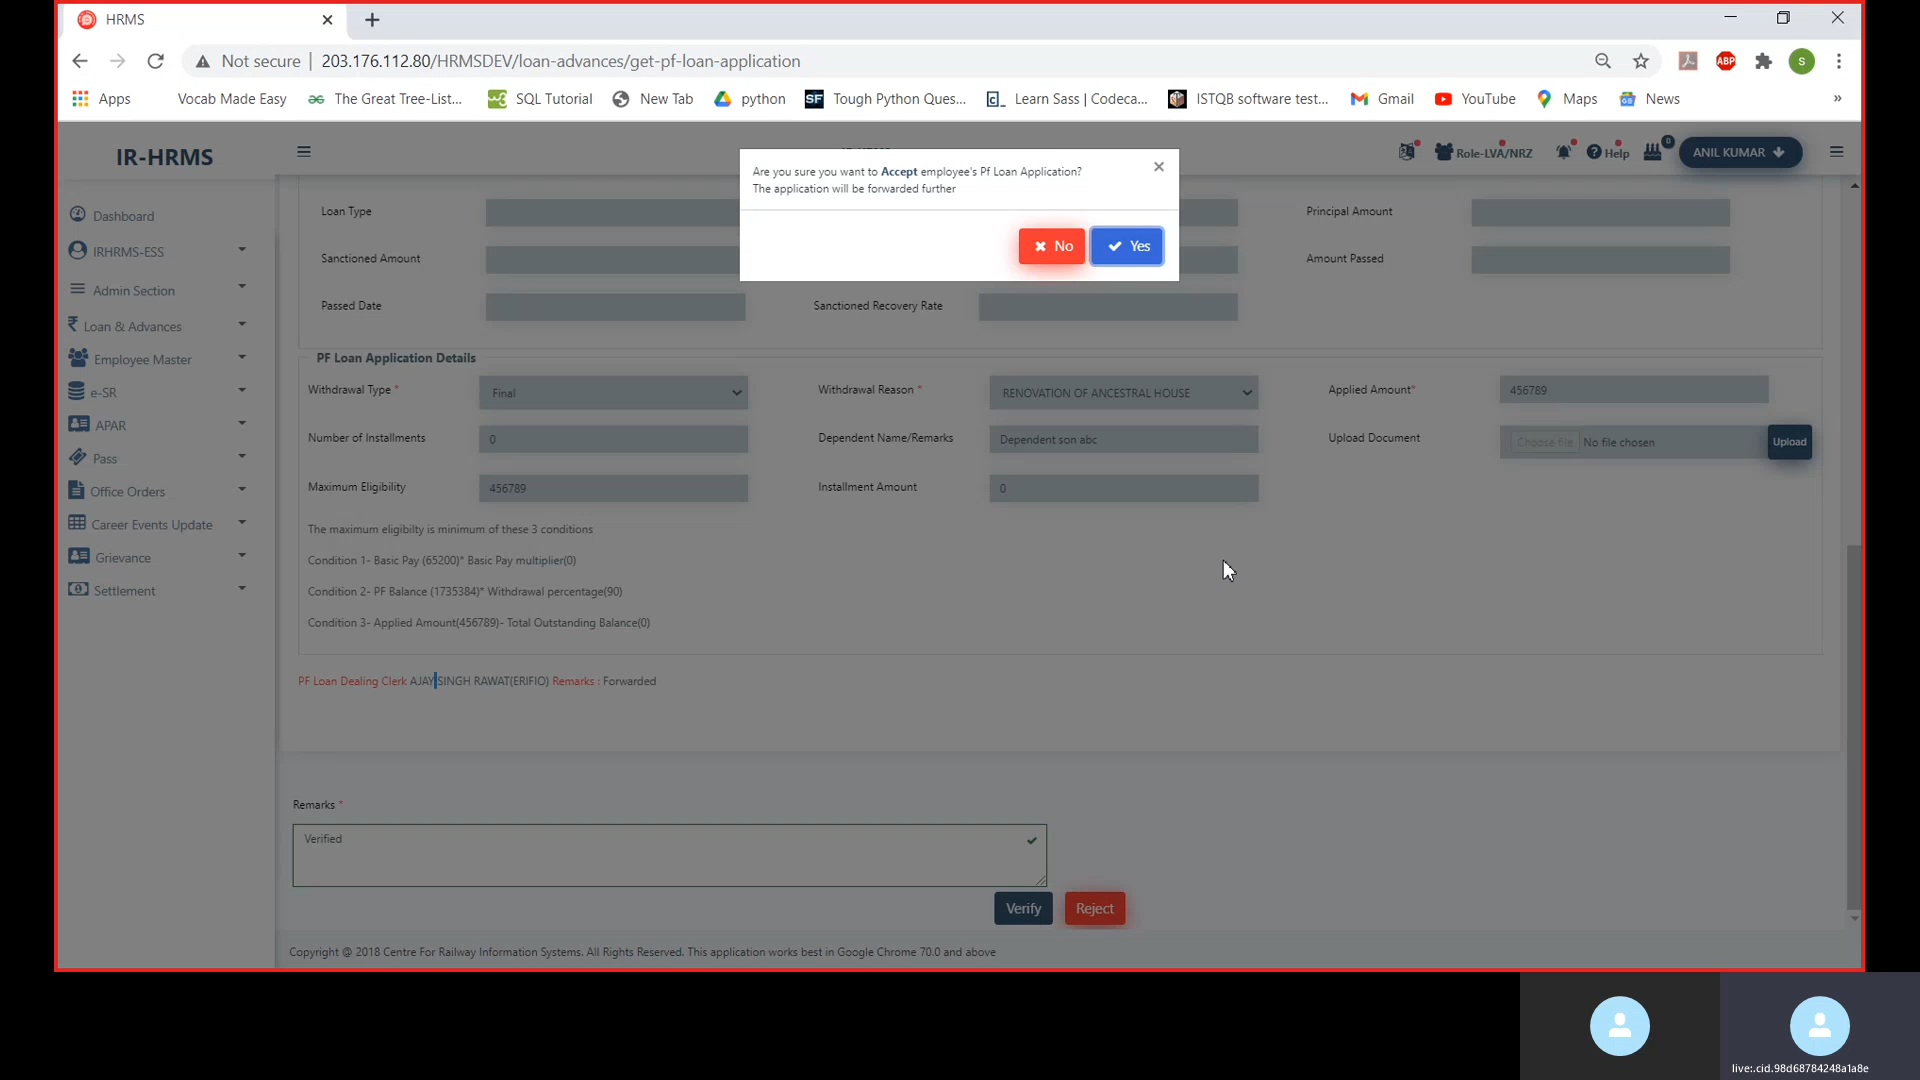 HRMS
Not secure | 203.176.112.80/HRMSDEV/loan-advances/get-pf-loan-application
ABP
S
Apps
Vocab Made Easy
The Great Tree-List...
SQL Tutorial
New Tab
python
SF Tough Python Ques...
Learn Sass | Codeca...
ISTQB software test...
Gmail
YouTube
Maps
News
»
IR-HRMS
Role-LVA/NRZ
Help
0
ANIL KUMAR
Are you sure you want to Accept employee's Pf Loan Application?
The application will be forwarded further
No
Yes
Dashboard
IRHRMS-ESS
Admin Section
Loan & Advances
Employee Master
e-SR
APAR
Pass
Office Orders
Career Events Update
Grievance
Settlement
Loan Type
Principal Amount
Sanctioned Amount
Amount Passed
Passed Date
Sanctioned Recovery Rate
PF Loan Application Details
Withdrawal Type *
Final
Withdrawal Reason *
RENOVATION OF ANCESTRAL HOUSE
Applied Amount*
456789
Number of Installments
0
Dependent Name/Remarks
Dependent son abc
Upload Document
Choose file
No file chosen
Upload
Maximum Eligibility
456789
Installment Amount
0
The maximum eligibilty is minimum of these 3 conditions
Condition 1- Basic Pay (65200)* Basic Pay multiplier(0)
Condition 2- PF Balance (1735384)* Withdrawal percentage(90)
Condition 3- Applied Amount(456789)- Total Outstanding Balance(0)
PF Loan Dealing Clerk AJAY SINGH RAWAT(ERIFIO) Remarks : Forwarded
Remarks *
Verified
Verify
Reject
Copyright @ 2018 Centre For Railway Information Systems. All Rights Reserved. This application works best in Google Chrome 70.0 and above
live:.cid.98d68784248a1a8e